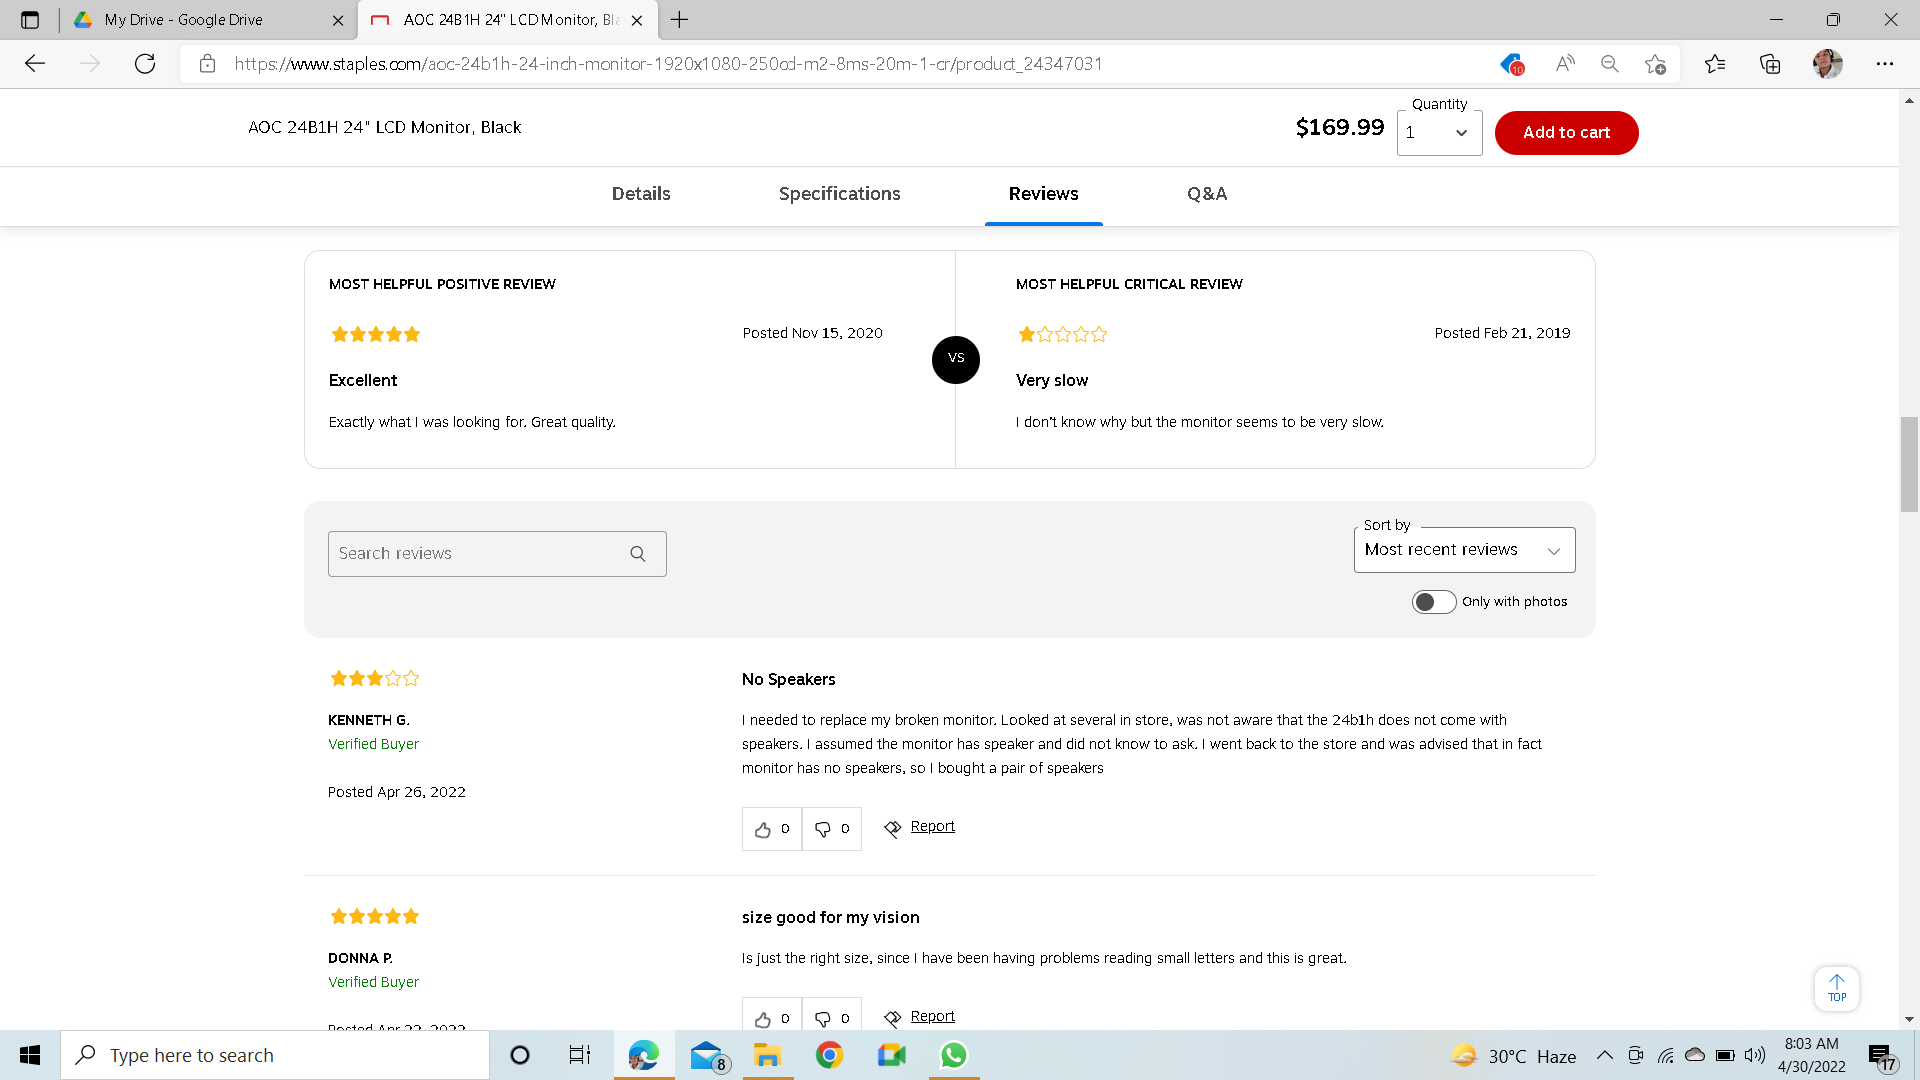 My Drive - Google Drive
AOC 24B1H 24" LCD Monitor, Bla
https://www.staples.com/aoc-24b1h-24-inch-monitor-1920x1080-250cd-m2-8ms-20m-1-cr/product_24347031
10
AOC 24B1H 24" LCD Monitor, Black
$169.99
Quantity
1
Add to cart
Details
Specifications
Reviews
Q&A
MOST HELPFUL POSITIVE REVIEW
Posted Nov 15, 2020
Excellent
Exactly what I was looking for. Great quality.
VS
MOST HELPFUL CRITICAL REVIEW
Posted Feb 21, 2019
Very slow
I don't know why but the monitor seems to be very slow.
Search reviews
Sort by
Most recent reviews
Only with photos
KENNETH G.
Verified Buyer
Posted Apr 26, 2022
No Speakers
I needed to replace my broken monitor. Looked at several in store, was not aware that the 24b1h does not come with
speakers. I assumed the monitor has speaker and did not know to ask. I went back to the store and was advised that in fact
monitor has no speakers, so I bought a pair of speakers
0
0
Report
DONNA P.
Verified Buyer
Posted Apr 22, 2022
size good for my vision
Is just the right size, since I have been having problems reading small letters and this is great.
0
0
Report
TOP
Type here to search
8
30°C Haze
8:03 AM
4/30/2022
17